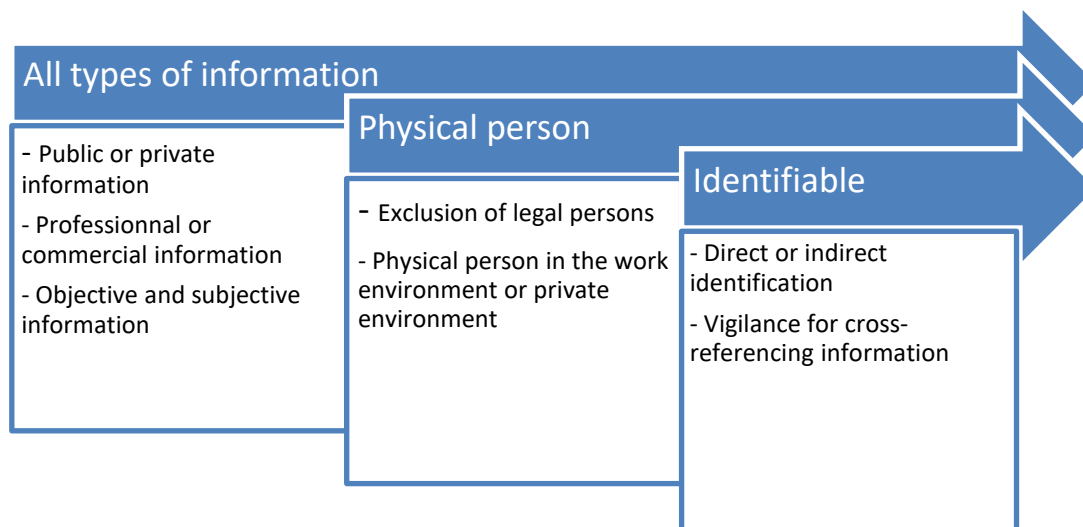 All types of information
- Public or private
information
- Professionnal or
commercial information
- Objective and subjective
information
Physical person
- Exclusion of legal persons
- Physical person in the work
environment or private
environment
Identifiable
- Direct or indirect
identification
- Vigilance for cross-
referencing information